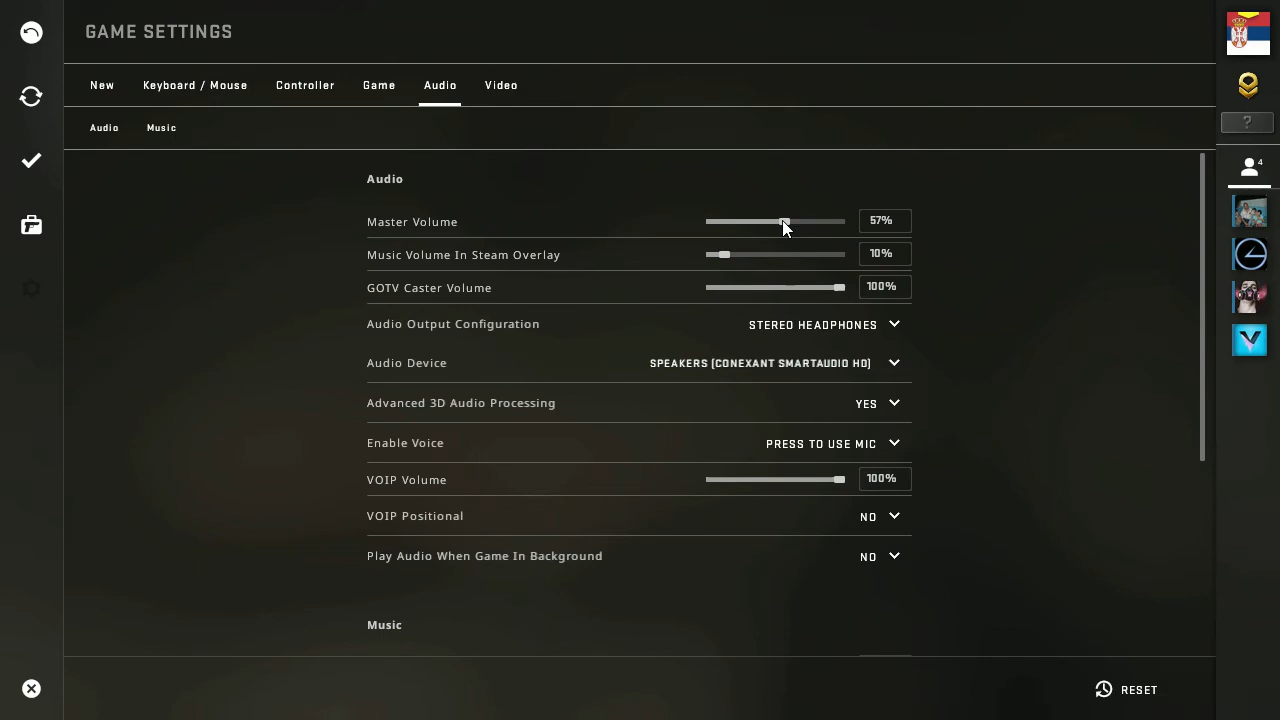 GAME SETTINGS
New Keyboard / Mouse Controller Game Audio Video
Audio Music
Audio
Master Volume 57%
Music Volume In Steam Overlay 10%
GOTV Caster Volume 100%
Audio Output Configuration STEREO HEADPHONES
Audio Device SPEAKERS (CONEXANT SMARTAUDIO HD)
Advanced 3D Audio Processing YES
Enable Voice PRESS TO USE MIC
VOIP Volume 100%
VOIP Positional NO
Play Audio When Game In Background NO
Music
RESET
?
4